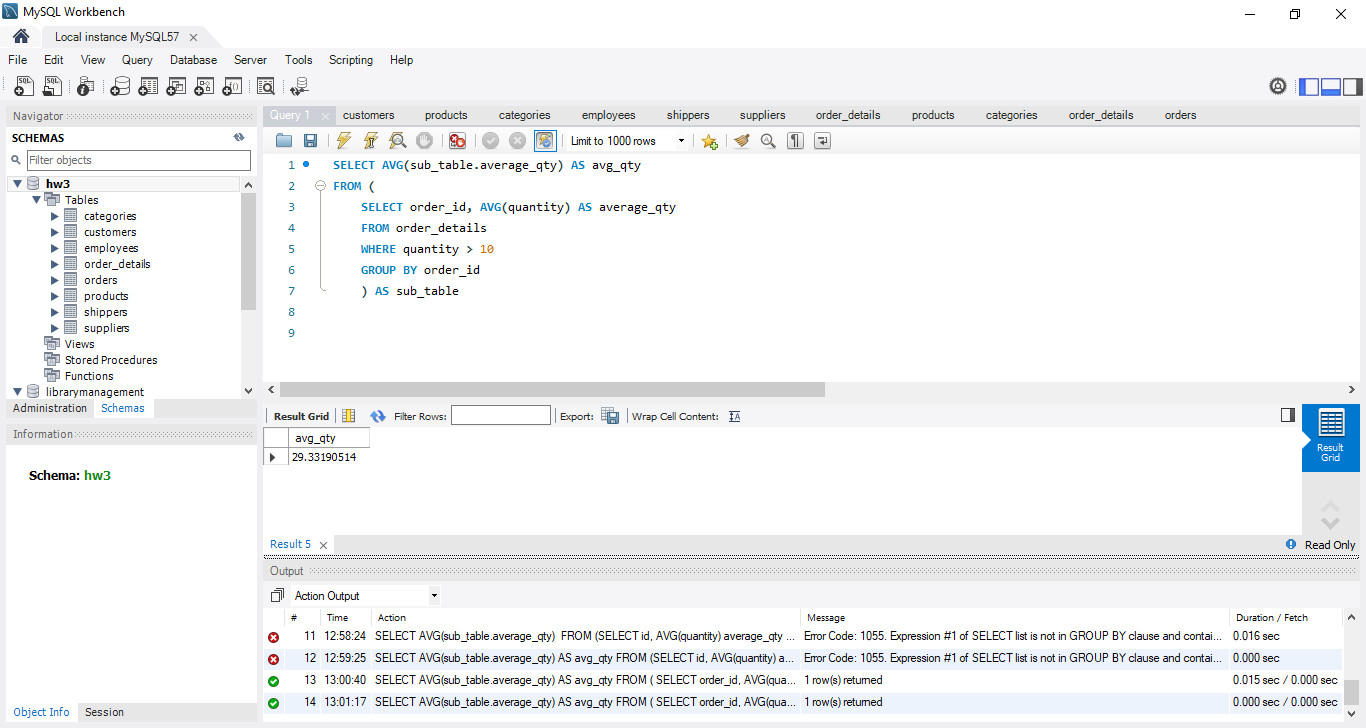 MySQL Workbench
Local instance MySQL57
File Edit View Query Database Server Tools Scripting Help
Navigator
SCHEMAS
Filter objects
hw3
Tables
categories
customers
employees
order_details
orders
products
shippers
suppliers
Views
Stored Procedures
Functions
librarymanagement
Administration Schemas
Information
Schema: hw3
Object Info Session
Query 1 customers products categories employees shippers suppliers order_details products categories order_details orders
Limit to 1000 rows
1 SELECT AVG(sub_table.average_qty) AS avg_qty
2 FROM (
3 SELECT order_id, AVG(quantity) AS average_qty
4 FROM order_details
5 WHERE quantity > 10
6 GROUP BY order_id
7 ) AS sub_table
8
9
Result Grid Filter Rows: Export: Wrap Cell Content:
avg_qty
29.33190514
Result Grid
Result 5
Read Only
Output
Action Output
# Time Action Message Duration / Fetch
11 12:58:24 SELECT AVG(sub_table.average_qty) FROM (SELECT id, AVG(quantity) average_qty ... Error Code: 1055. Expression #1 of SELECT list is not in GROUP BY clause and contai... 0.016 sec
12 12:59:25 SELECT AVG(sub_table.average_qty) AS avg_qty FROM (SELECT id, AVG(quantity) a... Error Code: 1055. Expression #1 of SELECT list is not in GROUP BY clause and contai... 0.000 sec
13 13:00:40 SELECT AVG(sub_table.average_qty) AS avg_qty FROM ( SELECT order_id, AVG(qua... 1 row(s) returned 0.015 sec / 0.000 sec
14 13:01:17 SELECT AVG(sub_table.average_qty) AS avg_qty FROM ( SELECT order_id, AVG(qua... 1 row(s) returned 0.000 sec / 0.000 sec